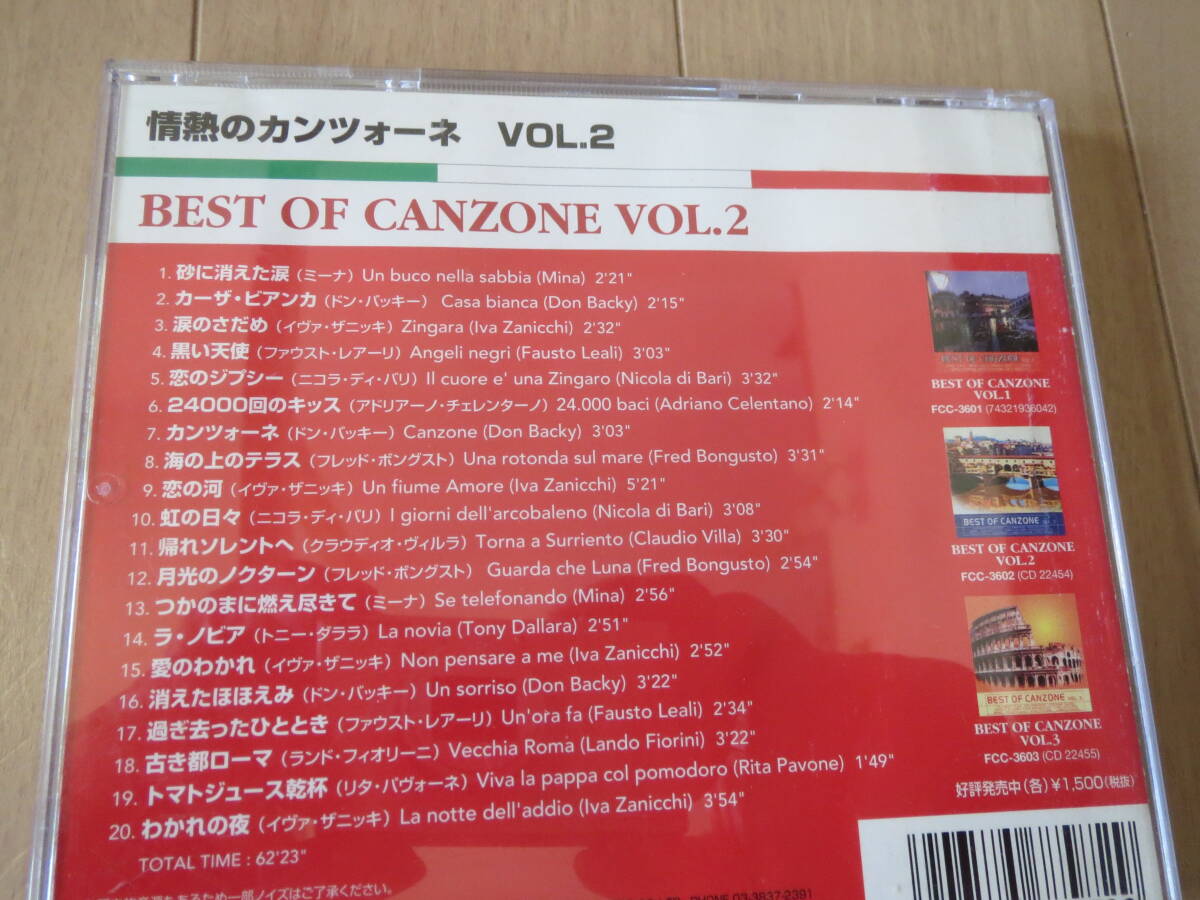 情熱のカンツォーネ VOL.2
BEST OF CANZONE VOL.2
1. 砂に消えた涙 (ミーナ) Un buco nella sabbia (Mina) 2'21"
2. カーザ・ビアンカ (ドン・バッキー) Casa bianca (Don Backy) 2'15"
3. 涙のさだめ (イヴァ・ザニッキ) Zingara (Iva Zanicchi) 2'32"
4. 黒い天使 (ファウスト・レアーリ) Angeli negri (Fausto Leali) 3'03"
5. 恋のジプシー (ニコラ・ディ・バリ) Il cuore e' una Zingaro (Nicola di Bari) 3'32"
6. 24000回のキッス (アドリアーノ・チェレンターノ) 24.000 baci (Adriano Celentano) 2'14"
7. カンツォーネ (ドン・バッキー) Canzone (Don Backy) 3'03"
8. 海の上のテラス (フレッド・ボングスト) Una rotonda sul mare (Fred Bongusto) 3'31"
9. 恋の河 (イヴァ・ザニッキ) Un fiume Amore (Iva Zanicchi) 5'21"
10. 虹の日々 (ニコラ・ディ・バリ) I giorni dell'arcobaleno (Nicola di Bari) 3'08"
11. 帰れソレントへ (クラウディオ・ヴィルラ) Torna a Surriento (Claudio Villa) 3'30"
12. 月光のノクターン (フレッド・ボングスト) Guarda che Luna (Fred Bongusto) 2'54"
13. つかのまに燃え尽きて (ミーナ) Se telefonando (Mina) 2'56"
14. ラ・ノビア (トニー・ダララ) La novia (Tony Dallara) 2'51"
15. 愛のわかれ (イヴァ・ザニッキ) Non pensare a me (Iva Zanicchi) 2'52"
16. 消えたほほえみ (ドン・バッキー) Un sorriso (Don Backy) 3'22"
17. 過ぎ去ったひととき (ファウスト・レアーリ) Un'ora fa (Fausto Leali) 2'34"
18. 古き都ローマ (ランド・フィオリーニ) Vecchia Roma (Lando Fiorini) 3'22"
19. トマトジュース乾杯 (リタ・パヴォーネ) Viva la pappa col pomodoro (Rita Pavone) 1'49"
20. わかれの夜 (イヴァ・ザニッキ) La notte dell'addio (Iva Zanicchi) 3'54"
TOTAL TIME : 62'23"
BEST OF CANZONE
BEST OF CANZONE
VOL.1
FCC-3601 (74321936042)
BEST OF CANZONE
BEST OF CANZONE
VOL.2
FCC-3602 (CD 22454)
BEST OF CANZONE VOL.3
BEST OF CANZONE
VOL.3
FCC-3603 (CD 22455)
好評発売中(各)¥1,500(税抜)
ため一部ノイズはご了承ください。
PHONE 03-3837-2391